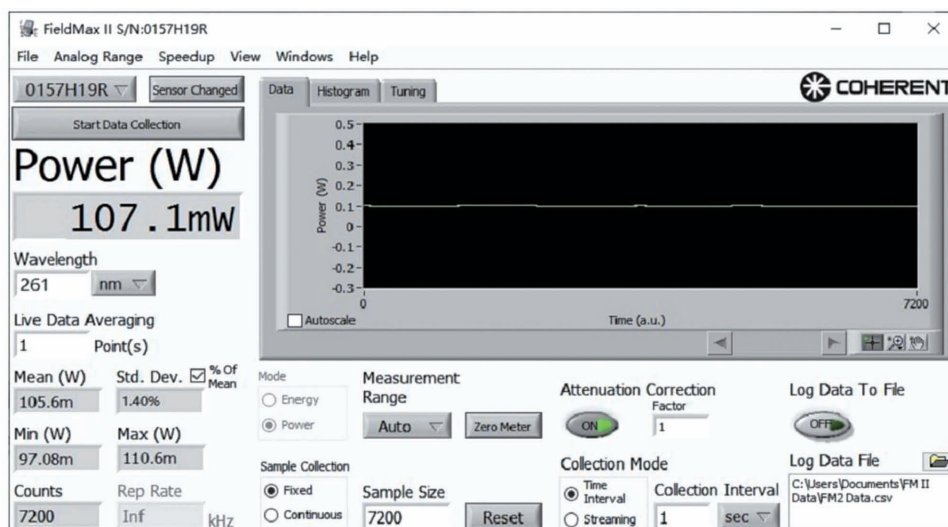 FieldMax II S/N:0157H19R
File Analog Range Speedup View Windows Help
0157H19R Sensor Changed
Start Data Collection
Power (W)
107.1mW
Wavelength
261 nm
Live Data Averaging
1 Point(s)
Mean (W) Std. Dev. % Of Mean
105.6m 1.40%
Min (W) Max (W)
97.08m 110.6m
Counts Rep Rate
7200 Inf kHz
Data Histogram Tuning
COHERENT
0.5
0.4
0.3
0.2
0.1
0
-0.1
-0.2
-0.3
Power (W)
0 7200
Time (a.u.)
Autoscale
Mode
Energy
Power
Measurement
Range
Auto Zero Meter
Sample Collection
Fixed
Continuous
Sample Size
7200 Reset
Attenuation Correction
Factor
ON 1
Collection Mode
Time
Interval
Streaming
Collection Interval
1 sec
Log Data To File
OFF
Log Data File
C:\Users\Documents\FM II
Data\FM2 Data.csv